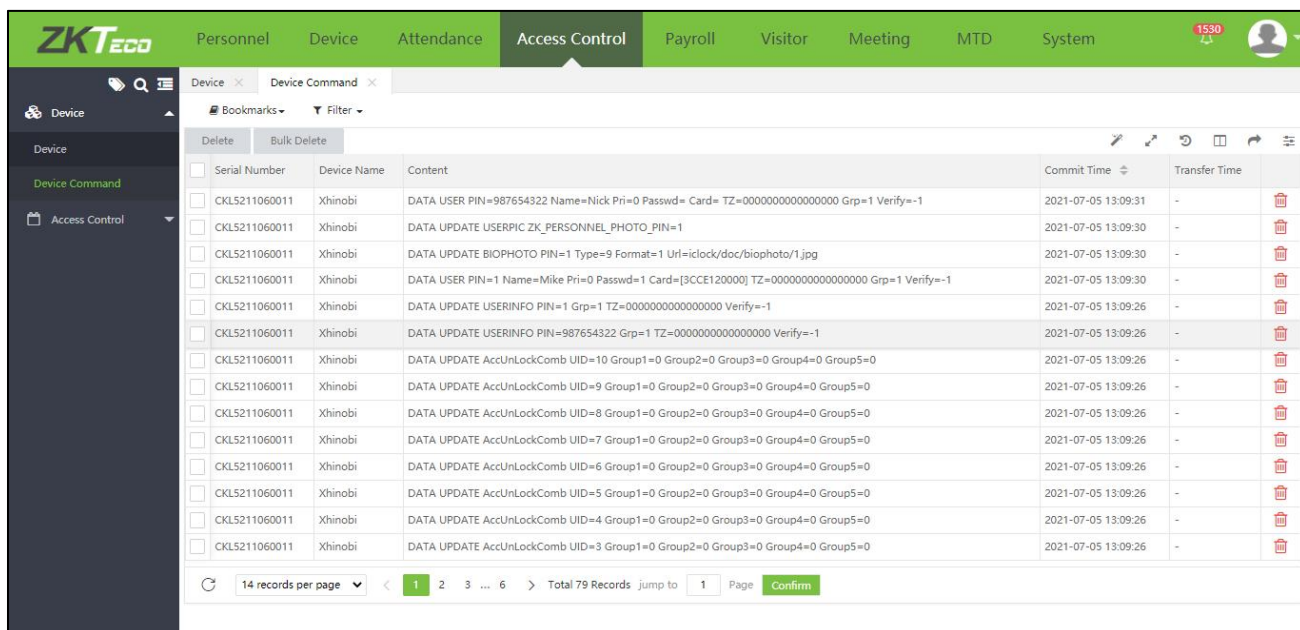 ZKTECO Personnel Device Attendance Access Control Payroll Visitor Meeting MTD System 1530
Device Device Command
Device
Device
Device Command
Access Control
Bookmarks Filter
Delete Bulk Delete
Serial Number Device Name Content Commit Time Transfer Time
CKL5211060011 Xhinobi DATA USER PIN=987654322 Name=Nick Pri=0 Passwd= Card= TZ=0000000000000000 Grp=1 Verify=-1 2021-07-05 13:09:31 -
CKL5211060011 Xhinobi DATA UPDATE USERPIC ZK_PERSONNEL_PHOTO_PIN=1 2021-07-05 13:09:30 -
CKL5211060011 Xhinobi DATA UPDATE BIOPHOTO PIN=1 Type=9 Format=1 Url=iclock/doc/biophoto/1.jpg 2021-07-05 13:09:30 -
CKL5211060011 Xhinobi DATA USER PIN=1 Name=Mike Pri=0 Passwd=1 Card=[3CCE120000] TZ=0000000000000000 Grp=1 Verify=-1 2021-07-05 13:09:30 -
CKL5211060011 Xhinobi DATA UPDATE USERINFO PIN=1 Grp=1 TZ=0000000000000000 Verify=-1 2021-07-05 13:09:26 -
CKL5211060011 Xhinobi DATA UPDATE USERINFO PIN=987654322 Grp=1 TZ=0000000000000000 Verify=-1 2021-07-05 13:09:26 -
CKL5211060011 Xhinobi DATA UPDATE AccUnLockComb UID=10 Group1=0 Group2=0 Group3=0 Group4=0 Group5=0 2021-07-05 13:09:26 -
CKL5211060011 Xhinobi DATA UPDATE AccUnLockComb UID=9 Group1=0 Group2=0 Group3=0 Group4=0 Group5=0 2021-07-05 13:09:26 -
CKL5211060011 Xhinobi DATA UPDATE AccUnLockComb UID=8 Group1=0 Group2=0 Group3=0 Group4=0 Group5=0 2021-07-05 13:09:26 -
CKL5211060011 Xhinobi DATA UPDATE AccUnLockComb UID=7 Group1=0 Group2=0 Group3=0 Group4=0 Group5=0 2021-07-05 13:09:26 -
CKL5211060011 Xhinobi DATA UPDATE AccUnLockComb UID=6 Group1=0 Group2=0 Group3=0 Group4=0 Group5=0 2021-07-05 13:09:26 -
CKL5211060011 Xhinobi DATA UPDATE AccUnLockComb UID=5 Group1=0 Group2=0 Group3=0 Group4=0 Group5=0 2021-07-05 13:09:26 -
CKL5211060011 Xhinobi DATA UPDATE AccUnLockComb UID=4 Group1=0 Group2=0 Group3=0 Group4=0 Group5=0 2021-07-05 13:09:26 -
CKL5211060011 Xhinobi DATA UPDATE AccUnLockComb UID=3 Group1=0 Group2=0 Group3=0 Group4=0 Group5=0 2021-07-05 13:09:26 -
14 records per page < 1 2 3 ... 6 > Total 79 Records jump to 1 Page Confirm